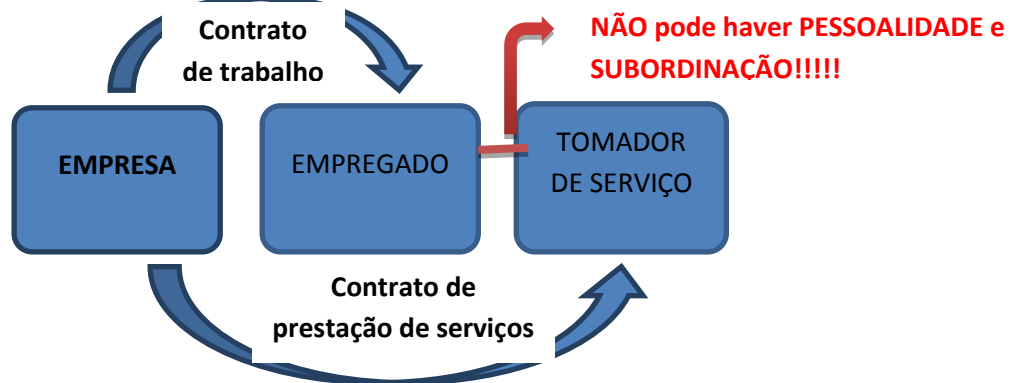 Contrato
de trabalho
NÃO pode haver PESSOALIDADE e
SUBORDINAÇÃO!!!!!
EMPRESA
EMPREGADO
TOMADOR
DE SERVIÇO
Contrato de
prestação de serviços